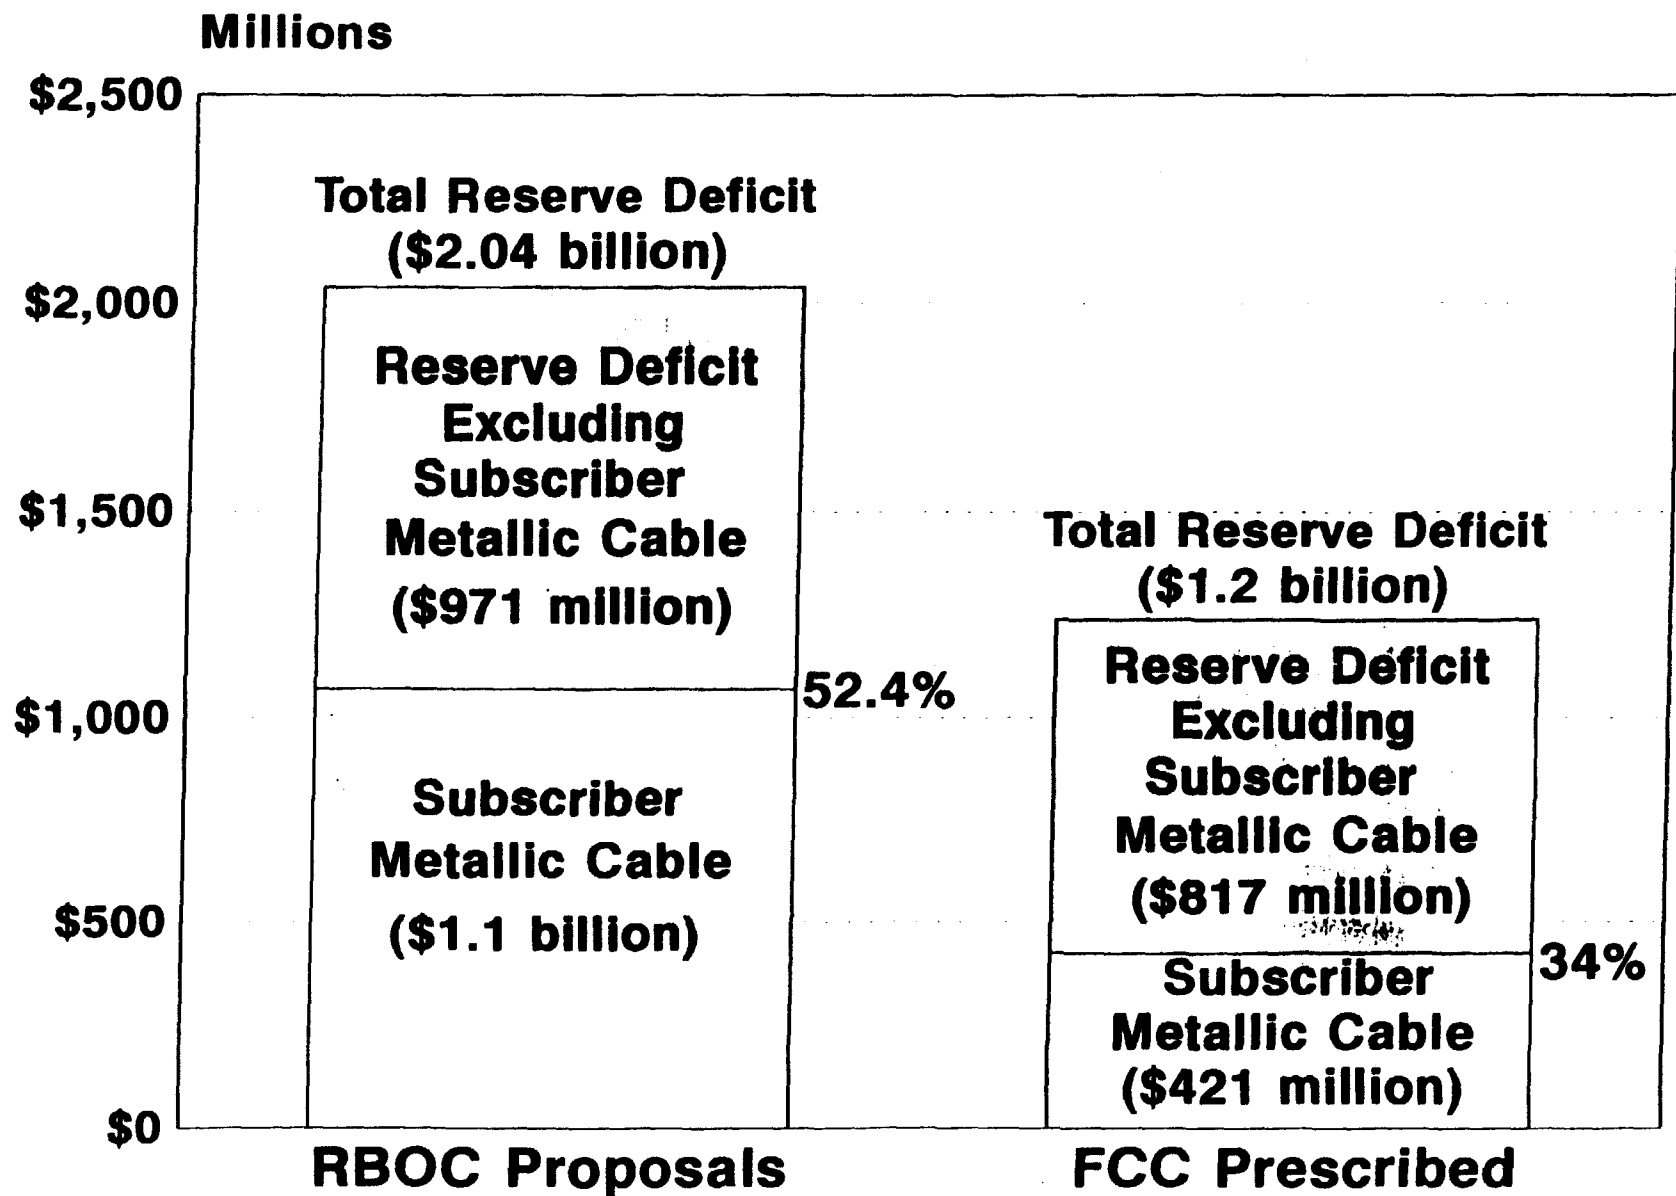 Millions
$2,500
$2,000
$1,500
$1,000
$500
$0
Total Reserve Deficit
($2.04 billion)
Reserve Deficit
Excluding
Subscriber
Metallic Cable
($971 million)
52.4%
Subscriber
Metallic Cable
($1.1 billion)
RBOC Proposals
Total Reserve Deficit
($1.2 billion)
Reserve Deficit
Excluding
Subscriber
Metallic Cable
($817 million)
34%
Subscriber
Metallic Cable
($421 million)
FCC Prescribed